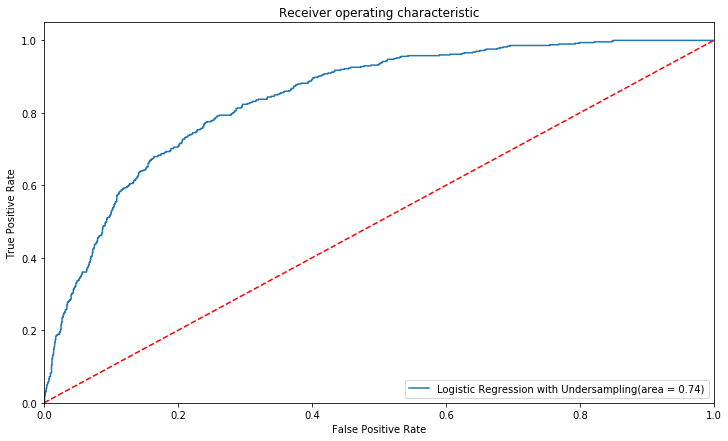 Receiver operating characteristic
True Positive Rate
1.0
0.8
0.6
0.4
0.2
0.0
Logistic Regression with Undersampling(area = 0.74)
0.0 0.2 0.4 0.6 0.8 1.0
False Positive Rate